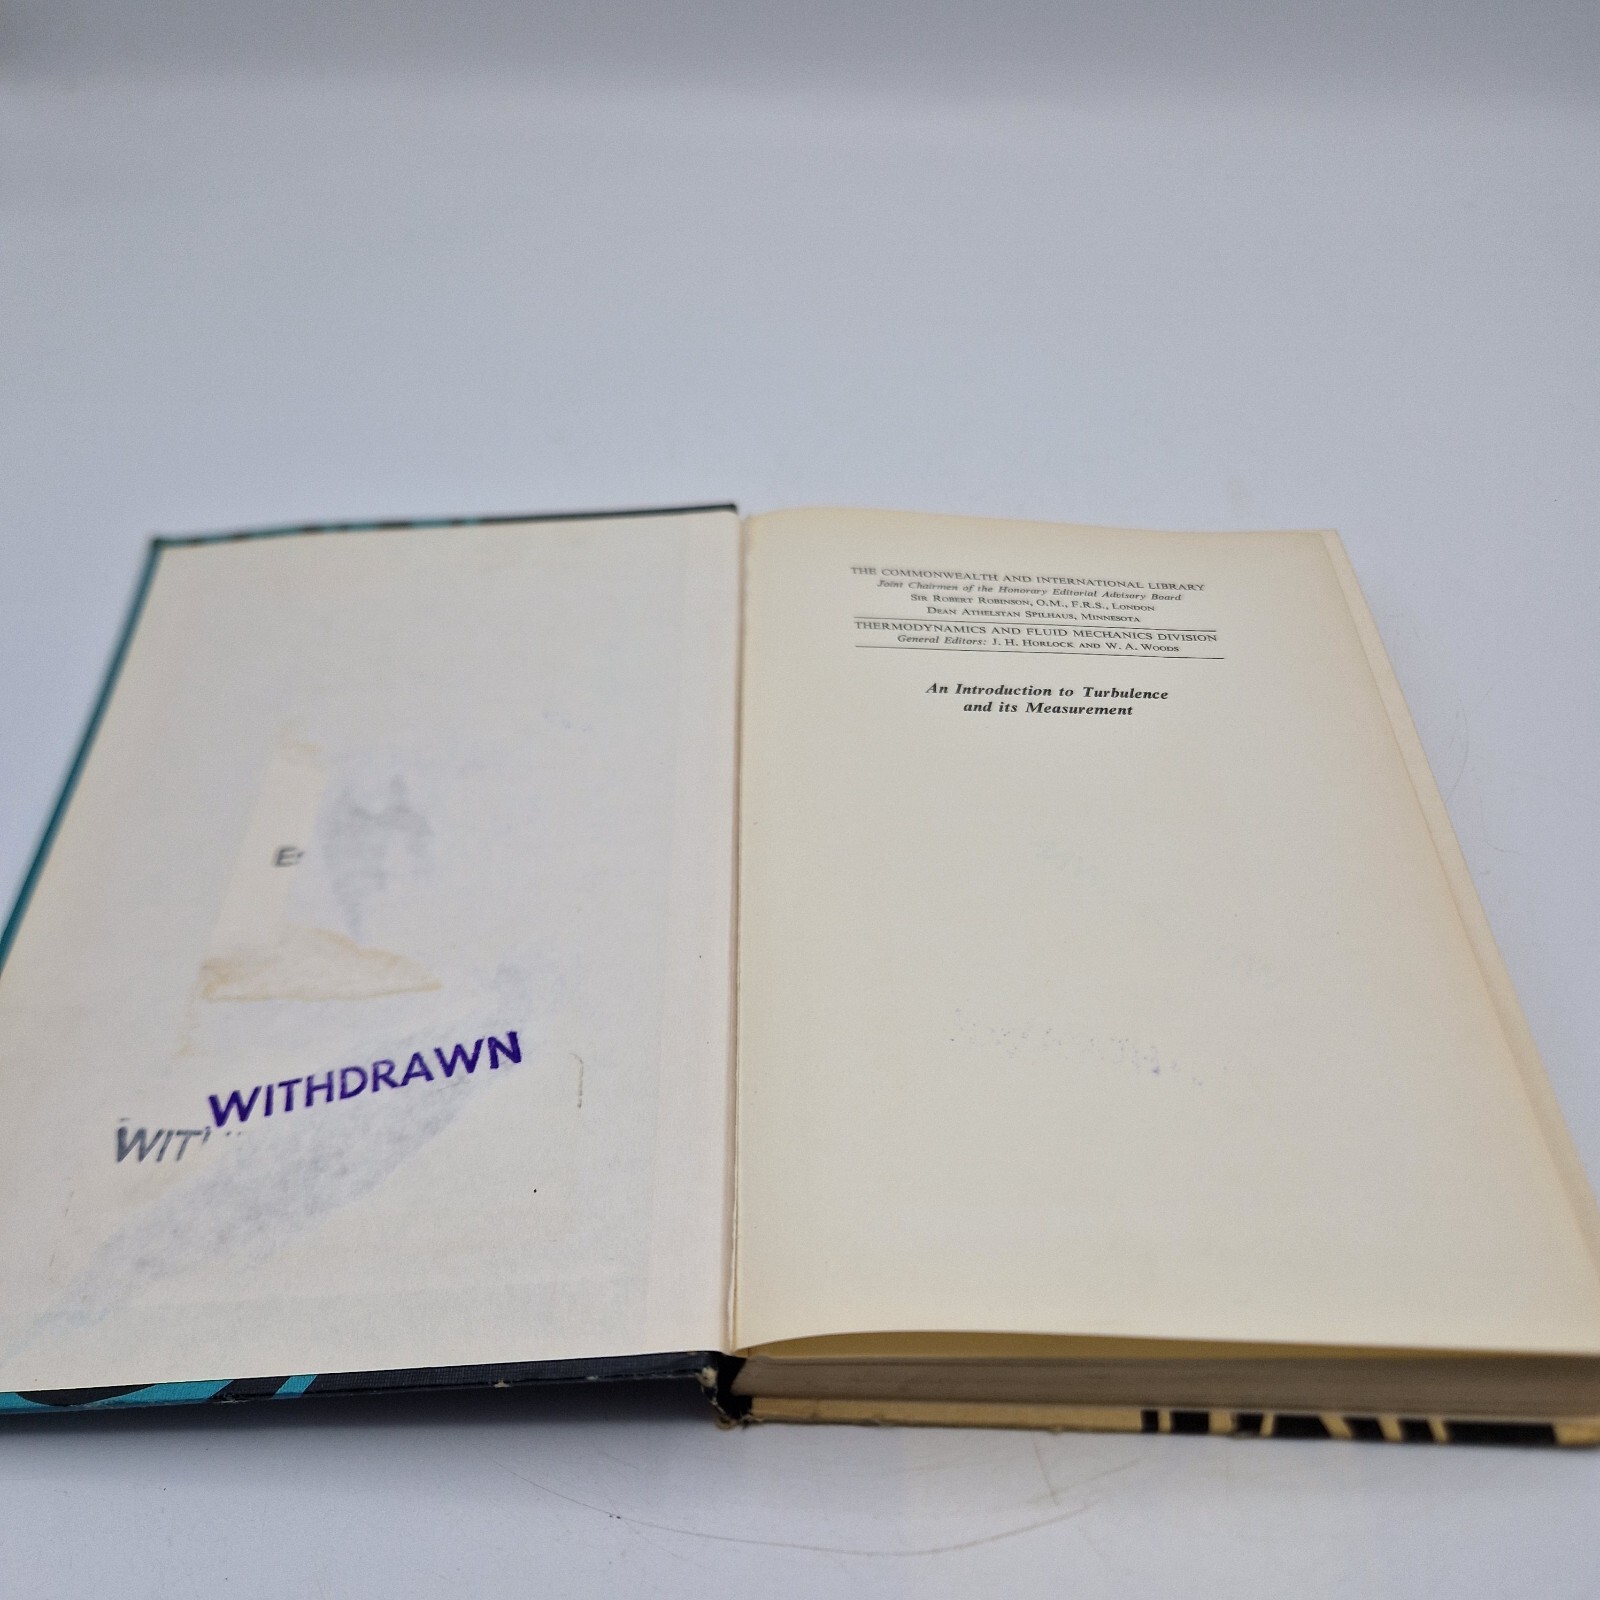 E
WITHDRAWN
WIT
THE COMMONWEALTH AND INTERNATIONAL LIBRARY
Joint Chairmen of the Honorary Editorial Advisory Board
SIR ROBERT ROBINSON, O.M., F.R.S., LONDON
DEAN ATHELSTAN SPILHAUS, MINNESOTA
THERMODYNAMICS AND FLUID MECHANICS DIVISION
General Editors: J. H. HORLOCK AND W. A. WOODS
An Introduction to Turbulence
and its Measurement